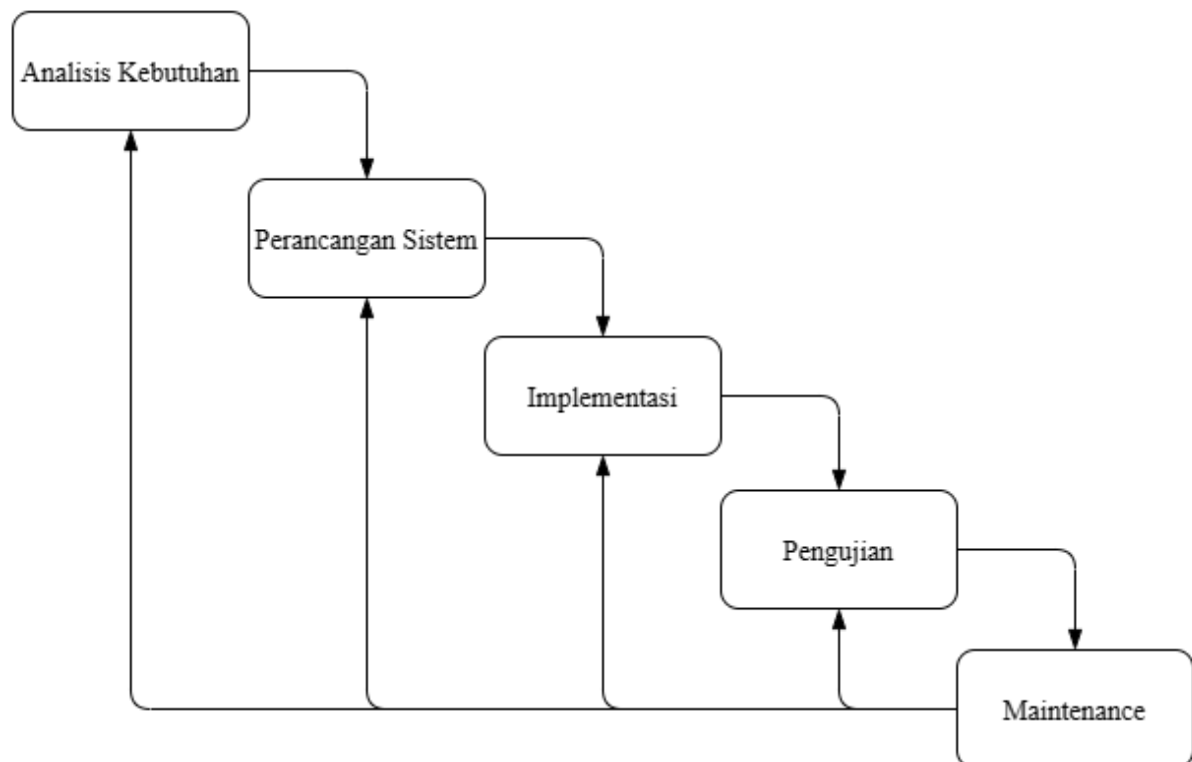 Analisis Kebutuhan
Perancangan Sistem
Implementasi
Pengujian
Maintenance